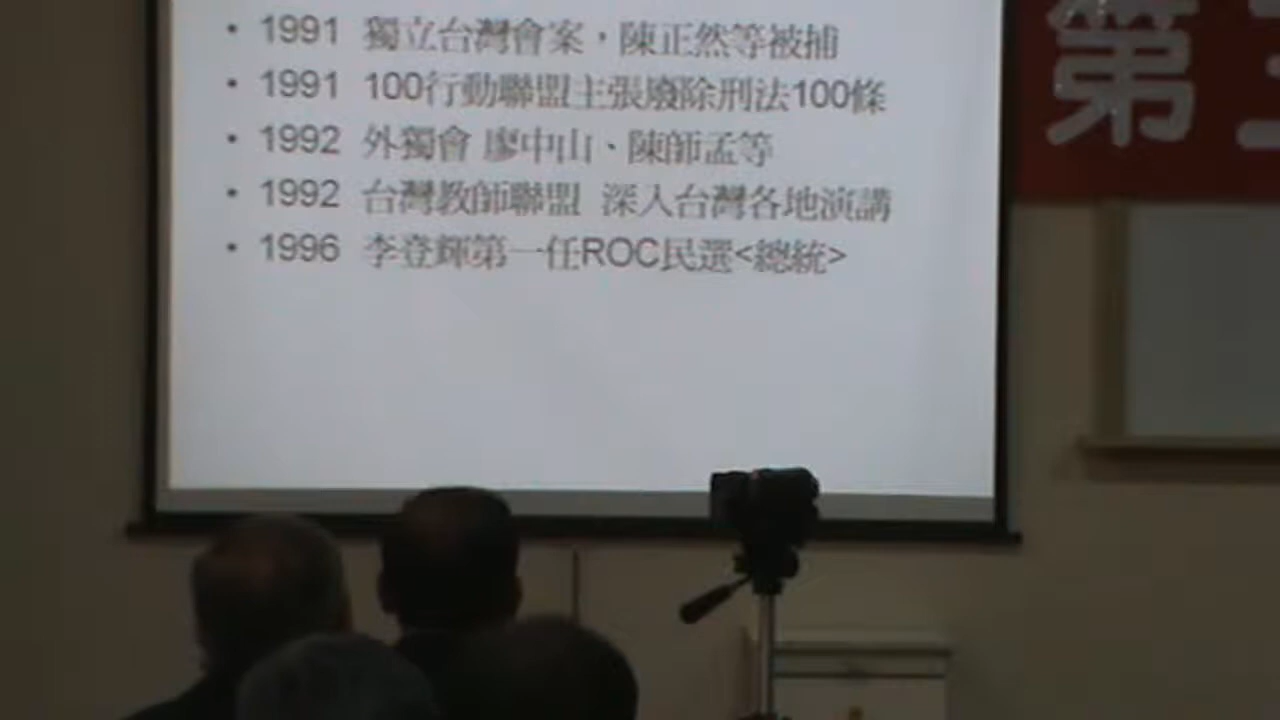 • 1991 獨立台灣會案，陳正然等被捕
• 1991 100行動聯盟主張廢除刑法100條
• 1992 外獨會 廖中山、陳師孟等
• 1992 台灣教師聯盟 深入台灣各地演講
• 1996 李登輝第一任ROC民選<總統>
第